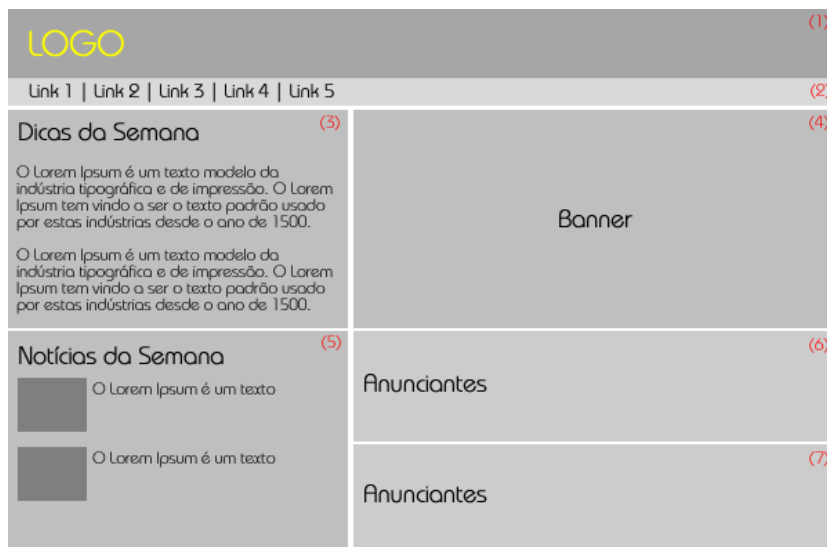 (1)
LOGO
Link 1 | Link 2 | Link 3 | Link 4 | Link 5
(2)
Dicas da Semana
(3)
O Lorem Ipsum é um texto modelo da
indústria tipográfica e de impressão. O Lorem
Ipsum tem vindo a ser o texto padrão usado
por estas indústrias desde o ano de 1500.
O Lorem Ipsum é um texto modelo da
indústria tipográfica e de impressão. O Lorem
Ipsum tem vindo a ser o texto padrão usado
por estas indústrias desde o ano de 1500.
(4)
Banner
Notícias da Semana
(5)
O Lorem Ipsum é um texto
O Lorem Ipsum é um texto
(6)
Anunciantes
(7)
Anunciantes